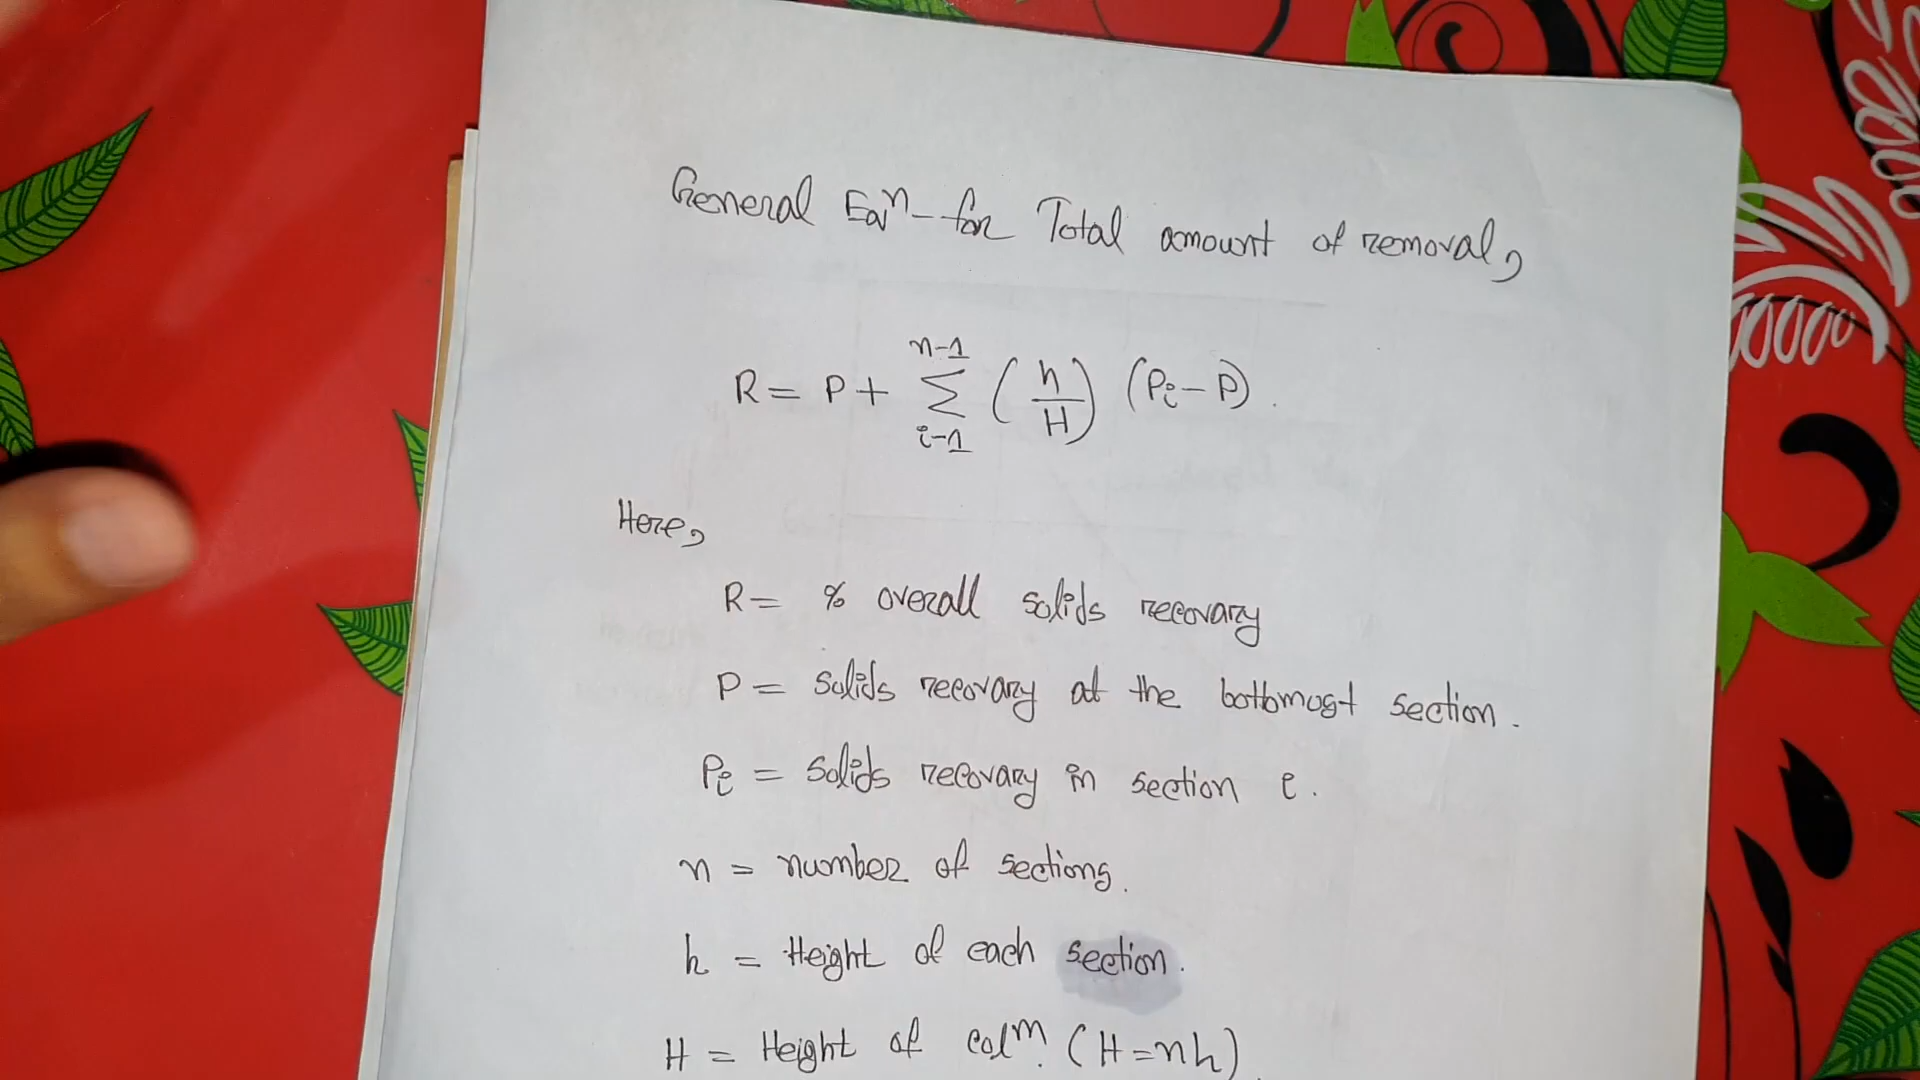 General Eqn for Total amount of removal,
R = P + n-1 Σ i-1 (h/H) (Pi - P).
Here,
R = % overall solids recovary
P = Solids recovary at the bottomost section.
Pi = Solids recovary in section i.
n = number of sections.
h = Height of each section.
H = Height of colm. (H=nh).